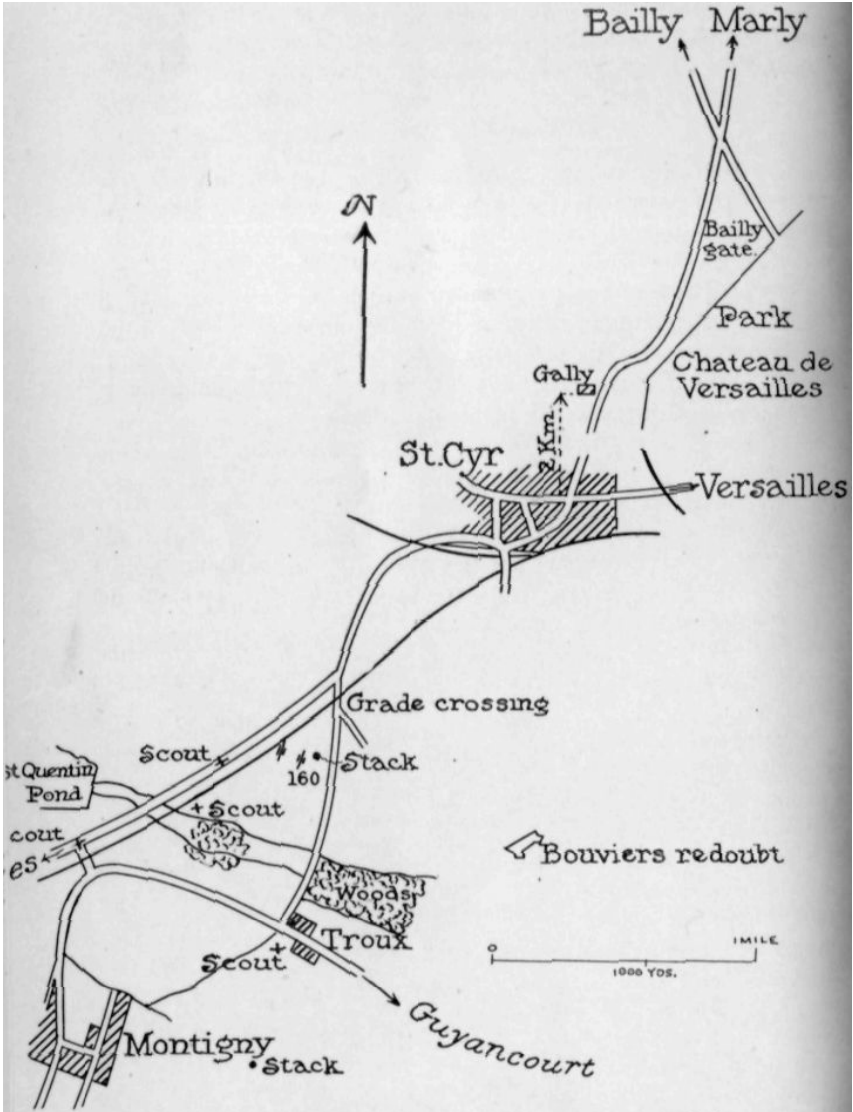 Bailly Marly
N
Bailly
gate.
Park
Chateau de
Versailles
Gally
2 Km.
St. Cyr
Versailles
Grade crossing
Scout
Stack
160
St Quentin
Pond
Scout
cout
es
Bouviers redoubt
Woods
Troux
Scout
0 1 MILE
1000 YDS.
Guyancourt
Montigny
Stack